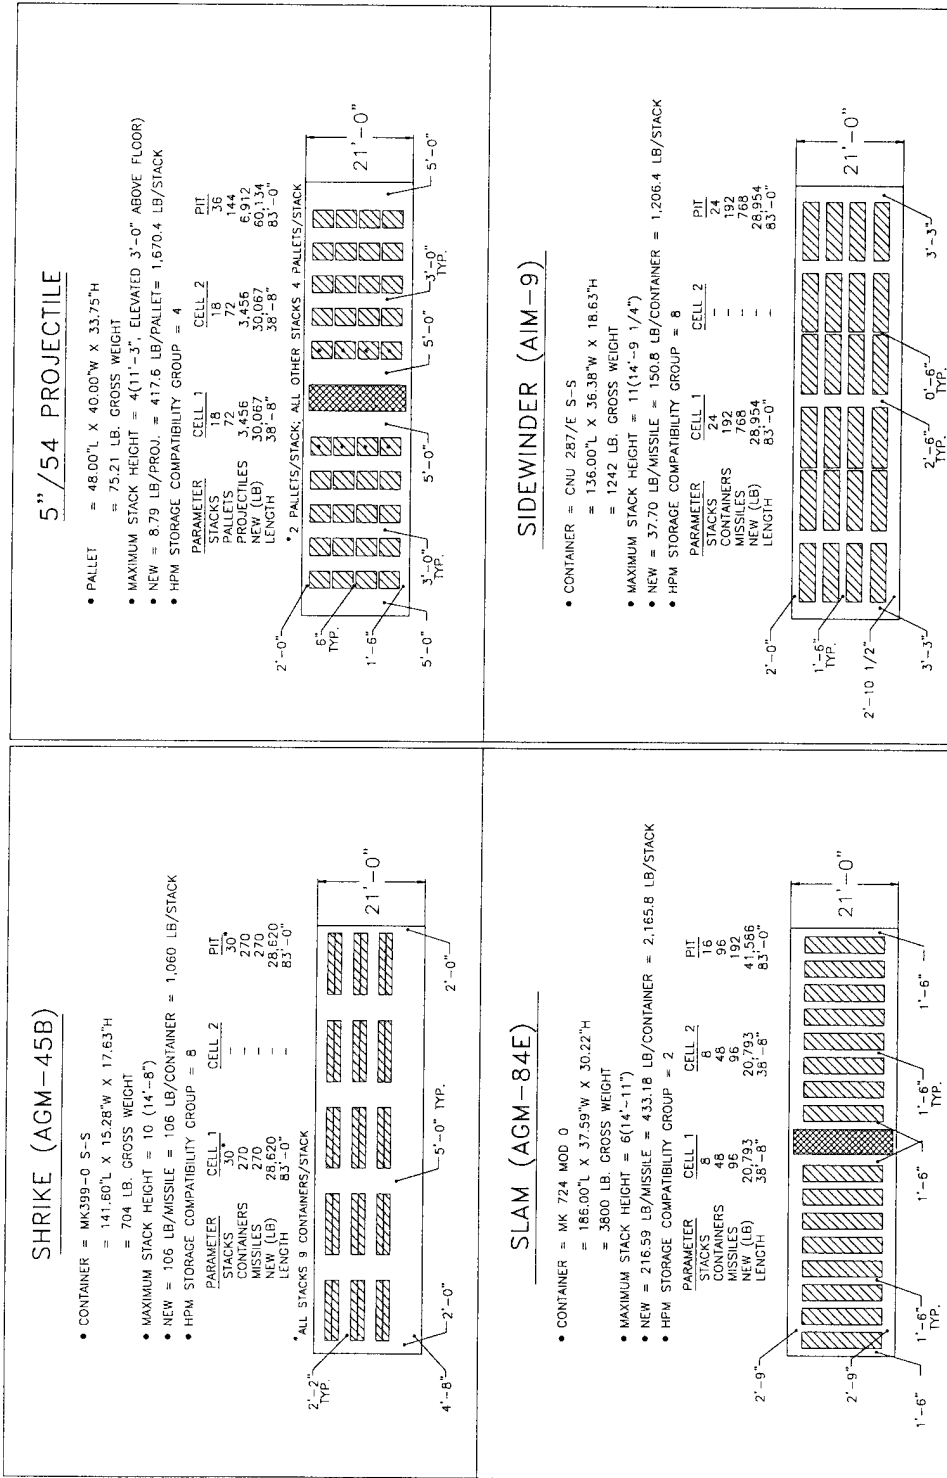 SHRIKE (AGM-45B)
• CONTAINER = MK399-0 S-S
= 141.60"L X 15.28"W X 17.63"H
= 704 LB. GROSS WEIGHT
• MAXIMUM STACK HEIGHT = 10 (14'-8")
• NEW = 106 LB/MISSILE = 106 LB/CONTAINER = 1,060 LB/STACK
• HPM STORAGE COMPATIBILITY GROUP = 8
PARAMETER CELL 1 CELL 2 PIT
STACKS 30* - 30*
CONTAINERS 270 - 270
MISSILES 270 - 270
NEW (LB) 28,620 - 28,620
LENGTH 83'-0" - 83'-0"
*ALL STACKS 9 CONTAINERS/STACK
2'-2" TYP.
21'-0"
4'-8"
2'-0"
5'-0" TYP.
2'-0"
5"/54 PROJECTILE
• PALLET = 48.00"L X 40.00"W X 33.75"H
= 75.21 LB. GROSS WEIGHT
• MAXIMUM STACK HEIGHT = 4(11'-3", ELEVATED 3'-0" ABOVE FLOOR)
• NEW = 8.79 LB/PROJ. = 417.6 LB/PALLET= 1,670.4 LB/STACK
• HPM STORAGE COMPATIBILITY GROUP = 4
PARAMETER CELL 1 CELL 2 PIT
STACKS 18 18 36
PALLETS 72 72 144
PROJECTILES 3,456 3,456 6,912
NEW (LB) 30,067 30,067 60,134
LENGTH 38'-8" 38'-8" 83'-0"
*2 PALLETS/STACK; ALL OTHER STACKS 4 PALLETS/STACK
2'-0"
6" TYP.
1'-6"
21'-0"
5'-0"
3'-0" TYP.
5'-0"
5'-0"
3'-0" TYP.
5'-0"
SLAM (AGM-84E)
• CONTAINER = MK 724 MOD 0
= 186.00"L X 37.59"W X 30.22"H
= 3800 LB. GROSS WEIGHT
• MAXIMUM STACK HEIGHT = 6(14'-11")
• NEW = 216.59 LB/MISSILE = 433.18 LB/CONTAINER = 2,165.8 LB/STACK
• HPM STORAGE COMPATIBILITY GROUP = 2
PARAMETER CELL 1 CELL 2 PIT
STACKS 8 8 16
CONTAINERS 48 48 96
MISSILES 96 96 192
NEW (LB) 20,793 20,793 41,586
LENGTH 38'-8" 38'-8" 83'-0"
2'-9"
2'-9"
21'-0"
1'-6"
1'-6" TYP.
1'-6"
1'-6" TYP.
1'-6"
SIDEWINDER (AIM-9)
• CONTAINER = CNU 287/E S-S
= 136.00"L X 36.38"W X 18.63"H
= 1242 LB. GROSS WEIGHT
• MAXIMUM STACK HEIGHT = 11(14'-9 1/4")
• NEW = 37.70 LB/MISSILE = 150.8 LB/CONTAINER = 1,206.4 LB/STACK
• HPM STORAGE COMPATIBILITY GROUP = 8
PARAMETER CELL 1 CELL 2 PIT
STACKS 24 - 24
CONTAINERS 192 - 192
MISSILES 768 - 768
NEW (LB) 28,954 - 28,954
LENGTH 83'-0" - 83'-0"
2'-0"
1'-6" TYP.
2'-10 1/2"
21'-0"
3'-3"
2'-6" TYP.
0'-6" TYP.
3'-3"